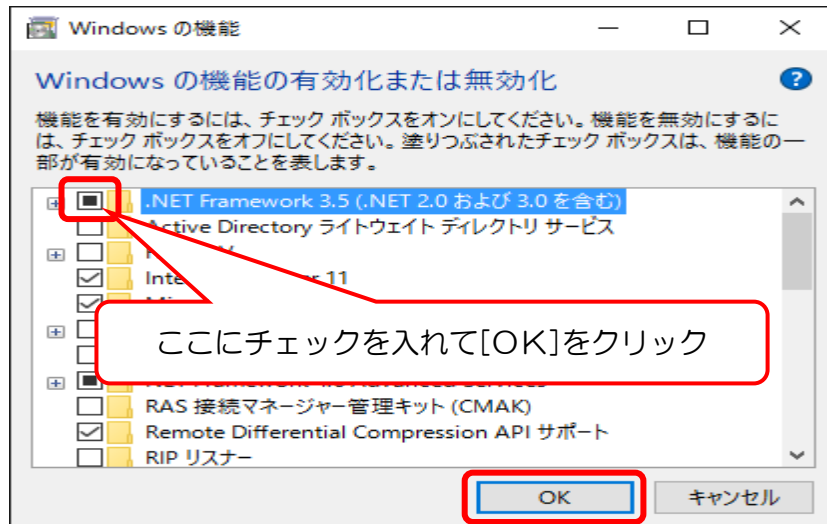 Windows の機能
Windows の機能の有効化または無効化
機能を有効にするには、チェック ボックスをオンにしてください。機能を無効にするに
は、チェック ボックスをオフにしてください。塗りつぶされたチェック ボックスは、機能の一
部が有効になっていることを表します。
.NET Framework 3.5 (.NET 2.0 および 3.0 を含む)
Active Directory ライトウェイト ディレクトリ サービス
11
ここにチェックを入れて[OK]をクリック
RAS 接続マネージャー管理キット (CMAK)
Remote Differential Compression API サポート
RIP リスナー
OK
キャンセル